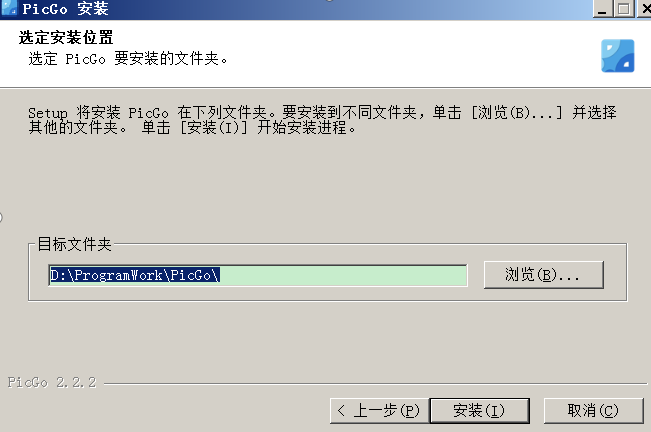 PicGo 安装
选定安装位置
选定 PicGo 要安装的文件夹。
Setup 将安装 PicGo 在下列文件夹。要安装到不同文件夹，单击 [浏览(B)...] 并选择
其他的文件夹。 单击 [安装(I)] 开始安装进程。
目标文件夹
D:\ProgramWork\PicGo\
浏览(B)...
PicGo 2.2.2
< 上一步(P)
安装(I)
取消(C)